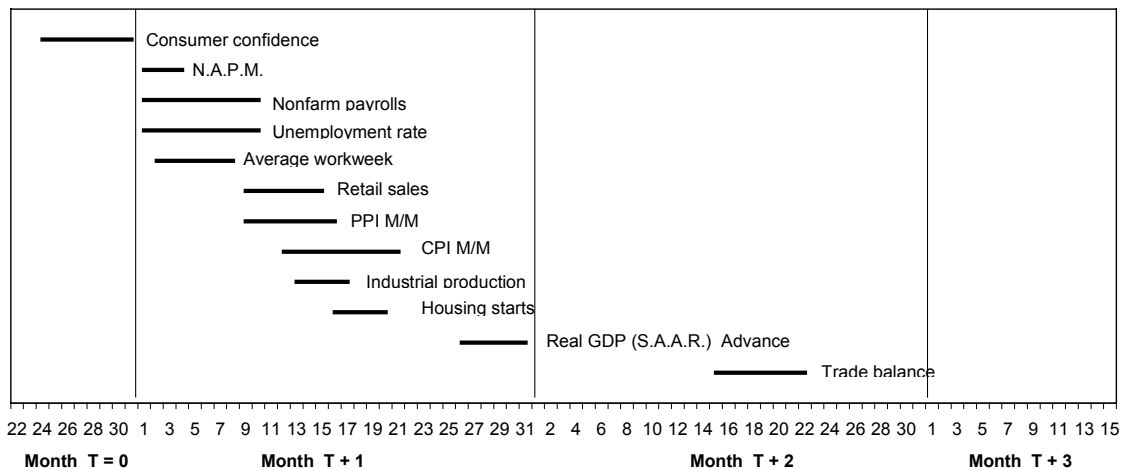 Consumer confidence
N.A.P.M.
Nonfarm payrolls
Unemployment rate
Average workweek
Retail sales
PPI M/M
CPI M/M
Industrial production
Housing starts
Real GDP (S.A.A.R.) Advance
Trade balance
22 24 26 28 30 1 3 5 7 9 11 13 15 17 19 21 23 25 27 29 31 2 4 6 8 10 12 14 16 18 20 22 24 26 28 30 1 3 5 7 9 11 13 15
Month T = 0 Month T + 1 Month T + 2 Month T + 3